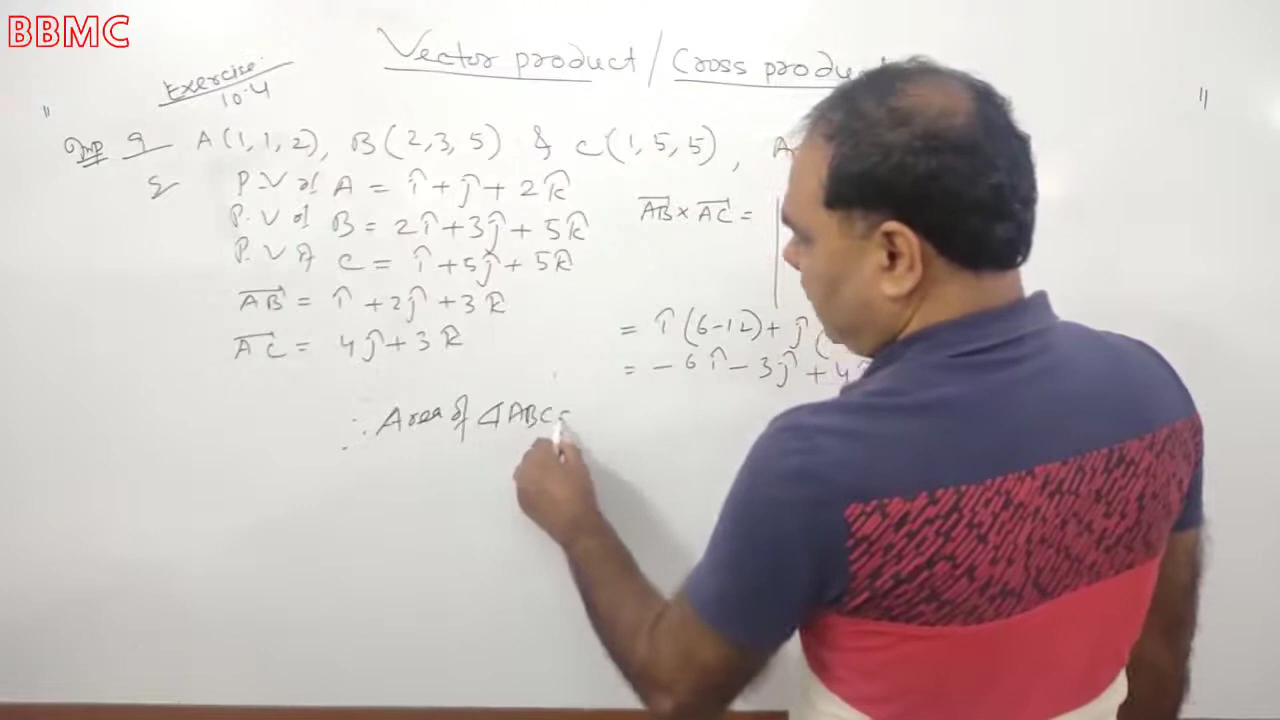 BBMC
Vector product / Cross product
Exercise 10.4
Imp 9 A(1, 1, 2), B(2, 3, 5) & C(1, 5, 5), A
P.V of A = î + ĵ + 2k̂
P.V of B = 2î + 3ĵ + 5k̂
P.V of C = î + 5ĵ + 5k̂
AB = î + 2ĵ + 3k̂
AC = 4ĵ + 3k̂
AB × AC =
= î(6-12) + ĵ(
= -6î - 3ĵ + 4
∴ Area of ΔABC =